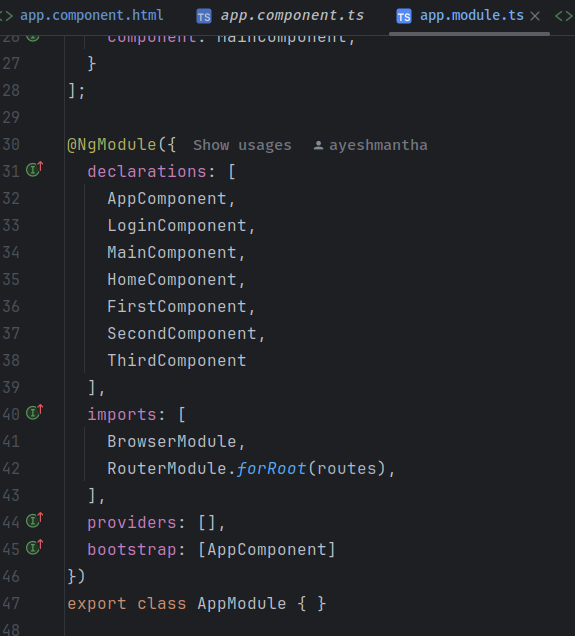 app.component.html
TS app.component.ts
TS app.module.ts
26 component: MainComponent,
27 }
28 ];
29
30 @NgModule({ Show usages ayeshmantha
31 declarations: [
32 AppComponent,
33 LoginComponent,
34 MainComponent,
35 HomeComponent,
36 FirstComponent,
37 SecondComponent,
38 ThirdComponent
39 ],
40 imports: [
41 BrowserModule,
42 RouterModule.forRoot(routes),
43 ],
44 providers: [],
45 bootstrap: [AppComponent]
46 })
47 export class AppModule { }
48